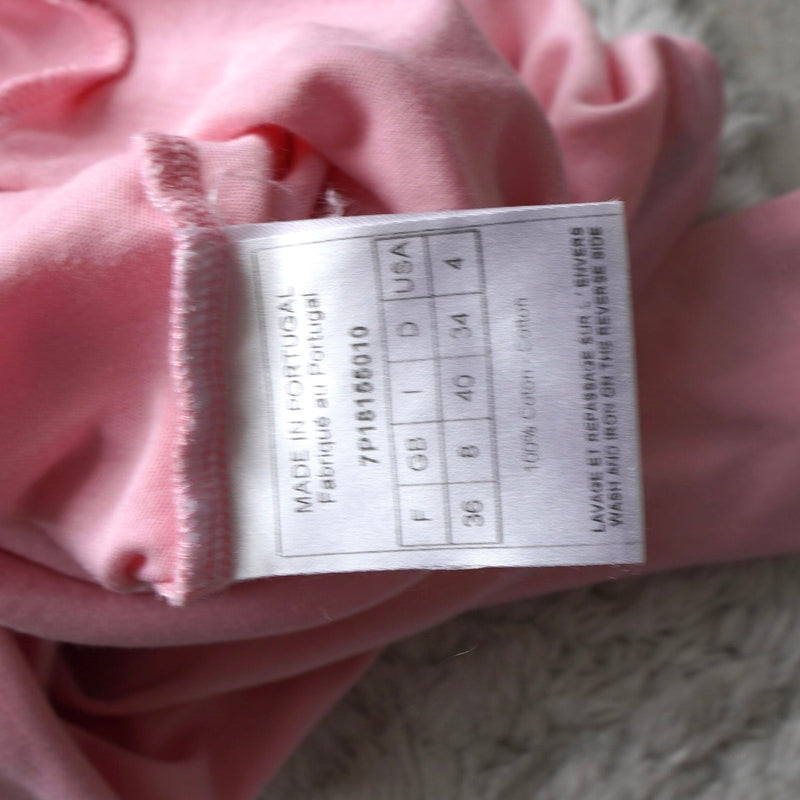 MADE IN PORTUGAL
Fabriqué au Portugal
7P18155010
F GB I D USA
36 8 40 34 4
100% Coton - Cotton
LAVAGE ET REPASSAGE SUR L'ENVERS
WASH AND IRON ON THE REVERSE SIDE